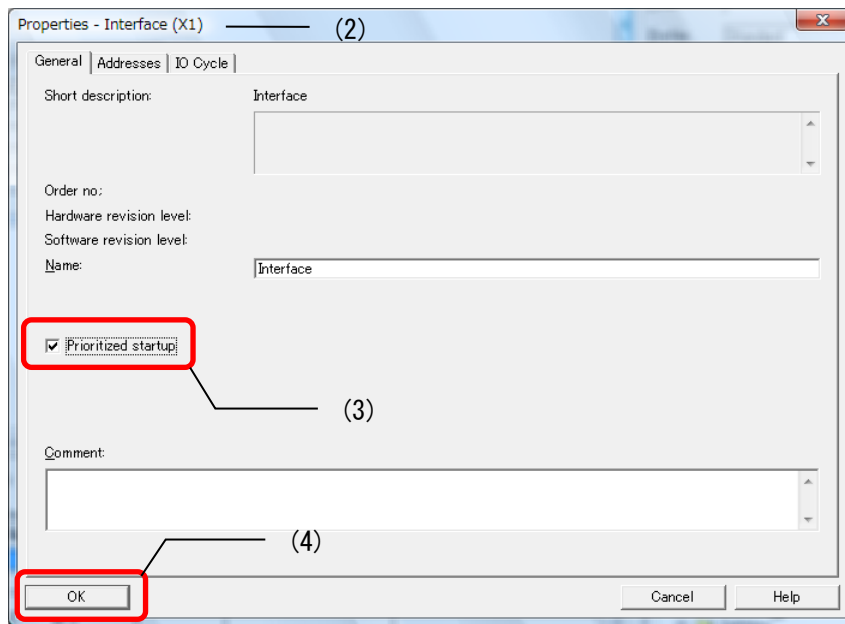 Properties - Interface (X1)
(2)
General Addresses IO Cycle
Short description: Interface
Order no:
Hardware revision level:
Software revision level:
Name: Interface
Prioritized startup
(3)
Comment:
(4)
OK Cancel Help